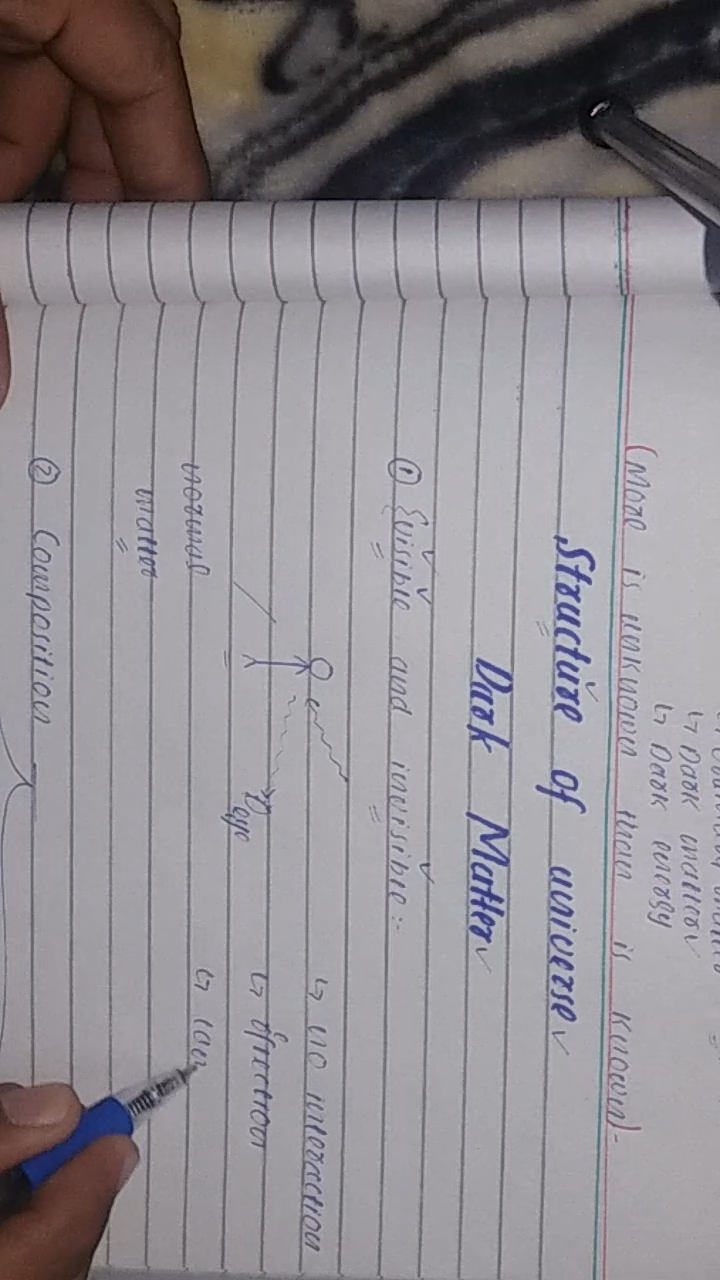 ↳ Dark matter ✓
↳ Dark energy
(More is unknown than is known)-
Structure of universe ✓
Dark Matter ✓
① {visible and invisible :-
↳ no interaction
eye
normal
matter
② Composition